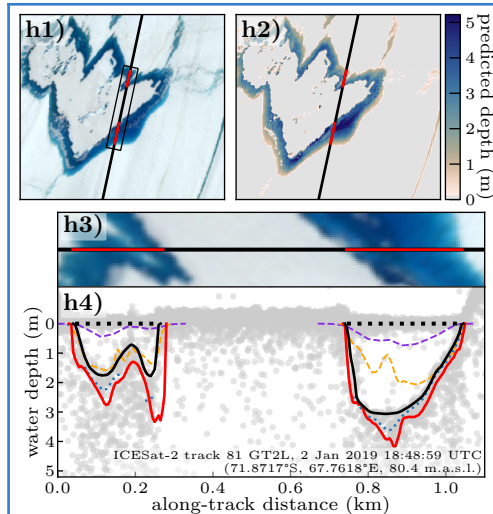 h1)
h2)
5
4
3
2
1
0
predicted depth (m)
h3)
h4)
0
1
2
3
4
5
water depth (m)
ICESat-2 track 81 GT2L, 2 Jan 2019 18:48:59 UTC
(71.8717°S, 67.7618°E, 80.4 m.a.s.l.)
0.0 0.2 0.4 0.6 0.8 1.0
along-track distance (km)